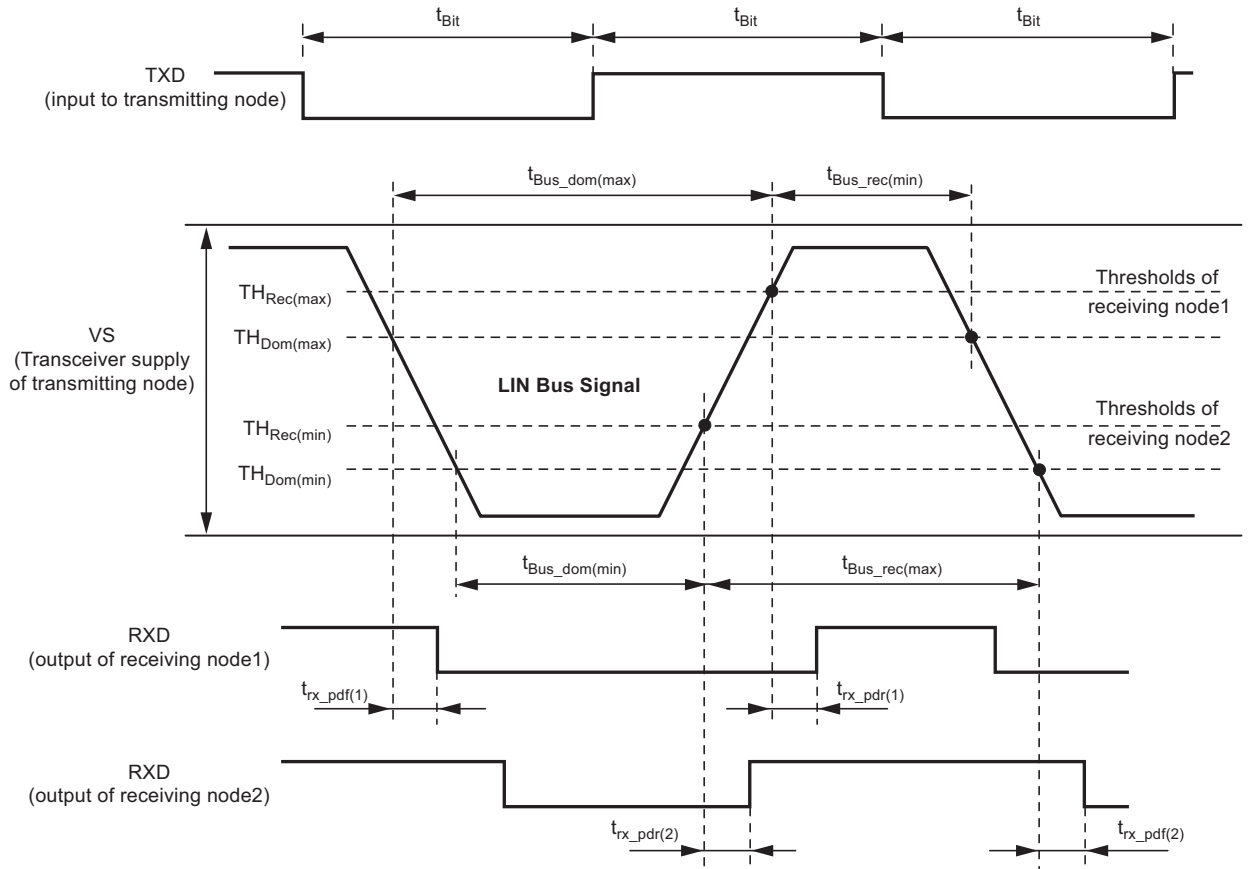 tBit
tBit
tBit
TXD
(input to transmitting node)
tBus_dom(max)
tBus_rec(min)
THRec(max)
Thresholds of
receiving node1
VS
(Transceiver supply
of transmitting node)
THDom(max)
LIN Bus Signal
THRec(min)
Thresholds of
receiving node2
THDom(min)
tBus_dom(min)
tBus_rec(max)
RXD
(output of receiving node1)
trx_pdf(1)
trx_pdr(1)
RXD
(output of receiving node2)
trx_pdr(2)
trx_pdf(2)